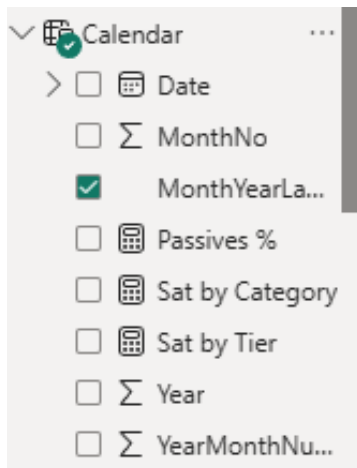 Calendar ...
Date
Σ MonthNo
MonthYearLa...
Passives %
Sat by Category
Sat by Tier
Σ Year
Σ YearMonthNu...